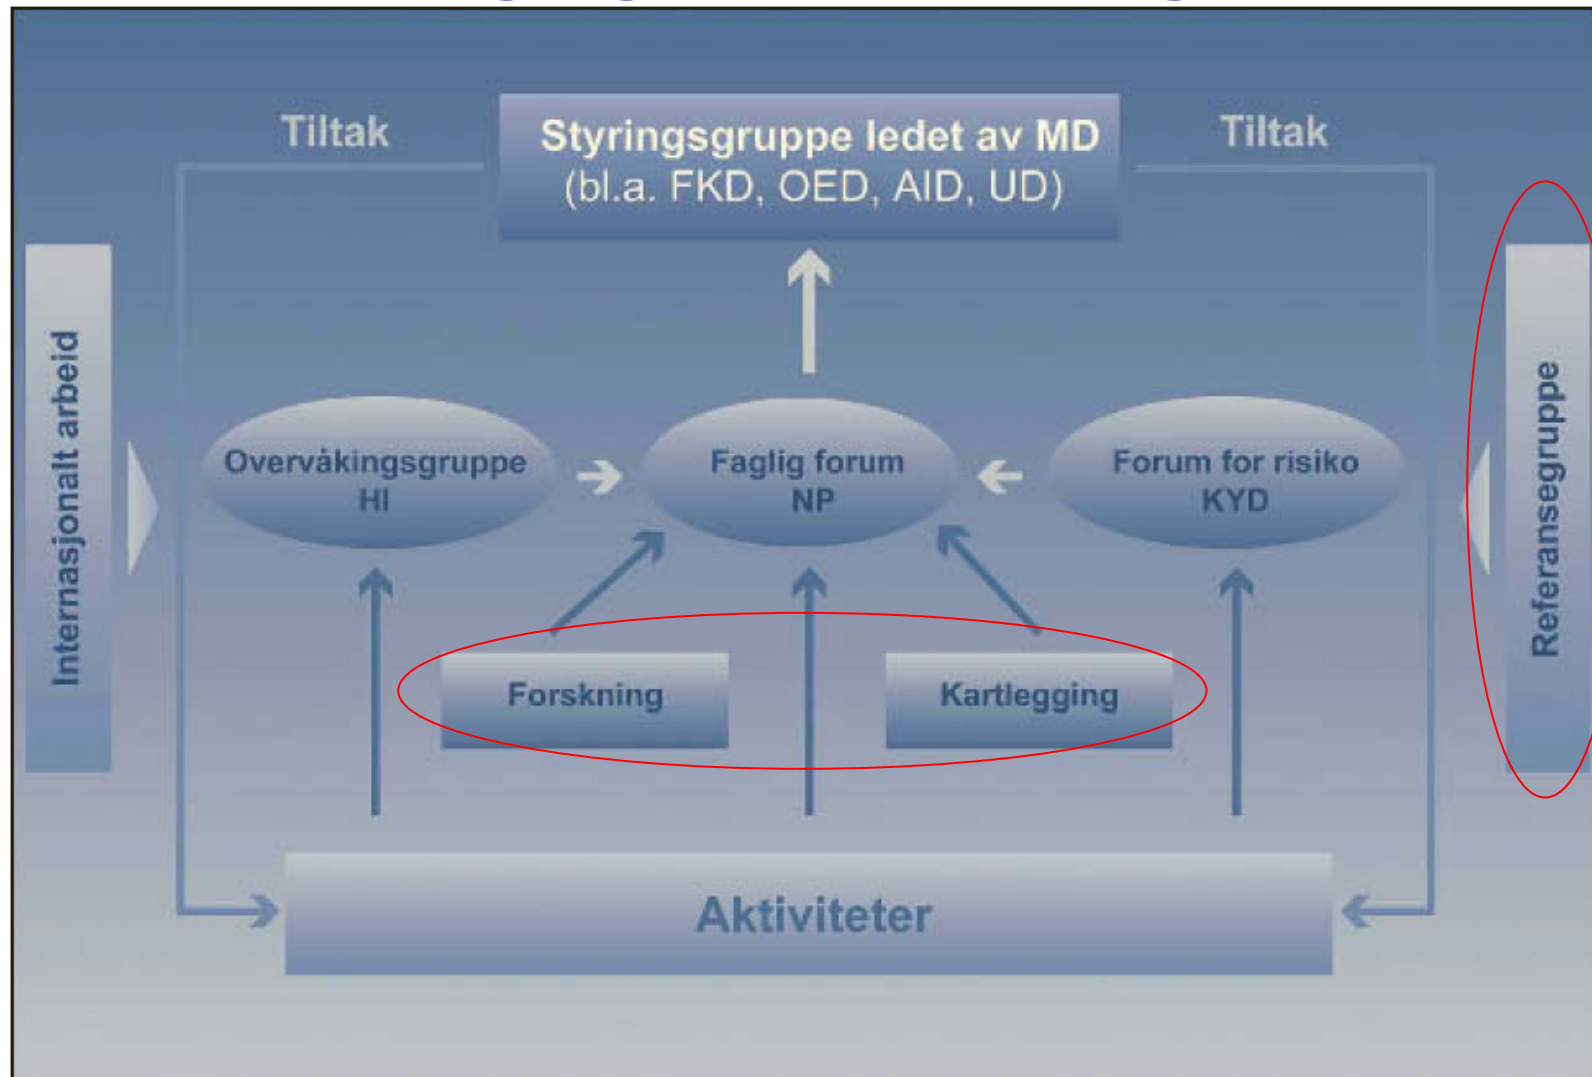 Tiltak
Styringsgruppe ledet av MD
(bl.a. FKD, OED, AID, UD)
Tiltak
Internasjonalt arbeid
Overvåkingsgruppe
HI
Faglig forum
NP
Forum for risiko
KYD
Referansegruppe
Forskning
Kartlegging
Aktiviteter